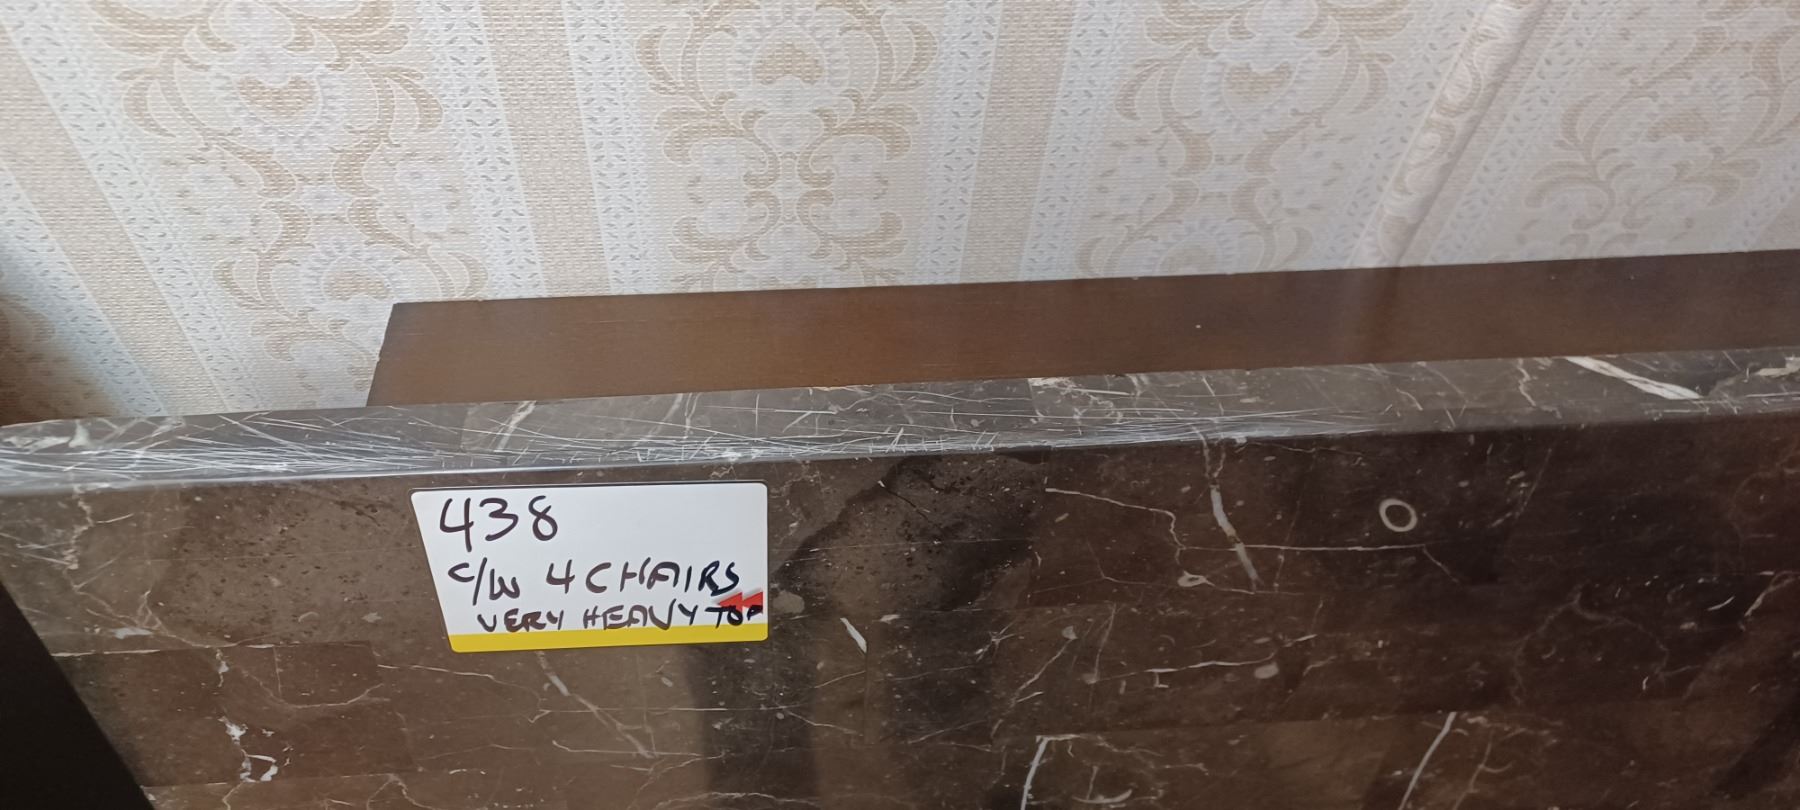 438
C/W 4 CHAIRS
VERY HEAVY TOP